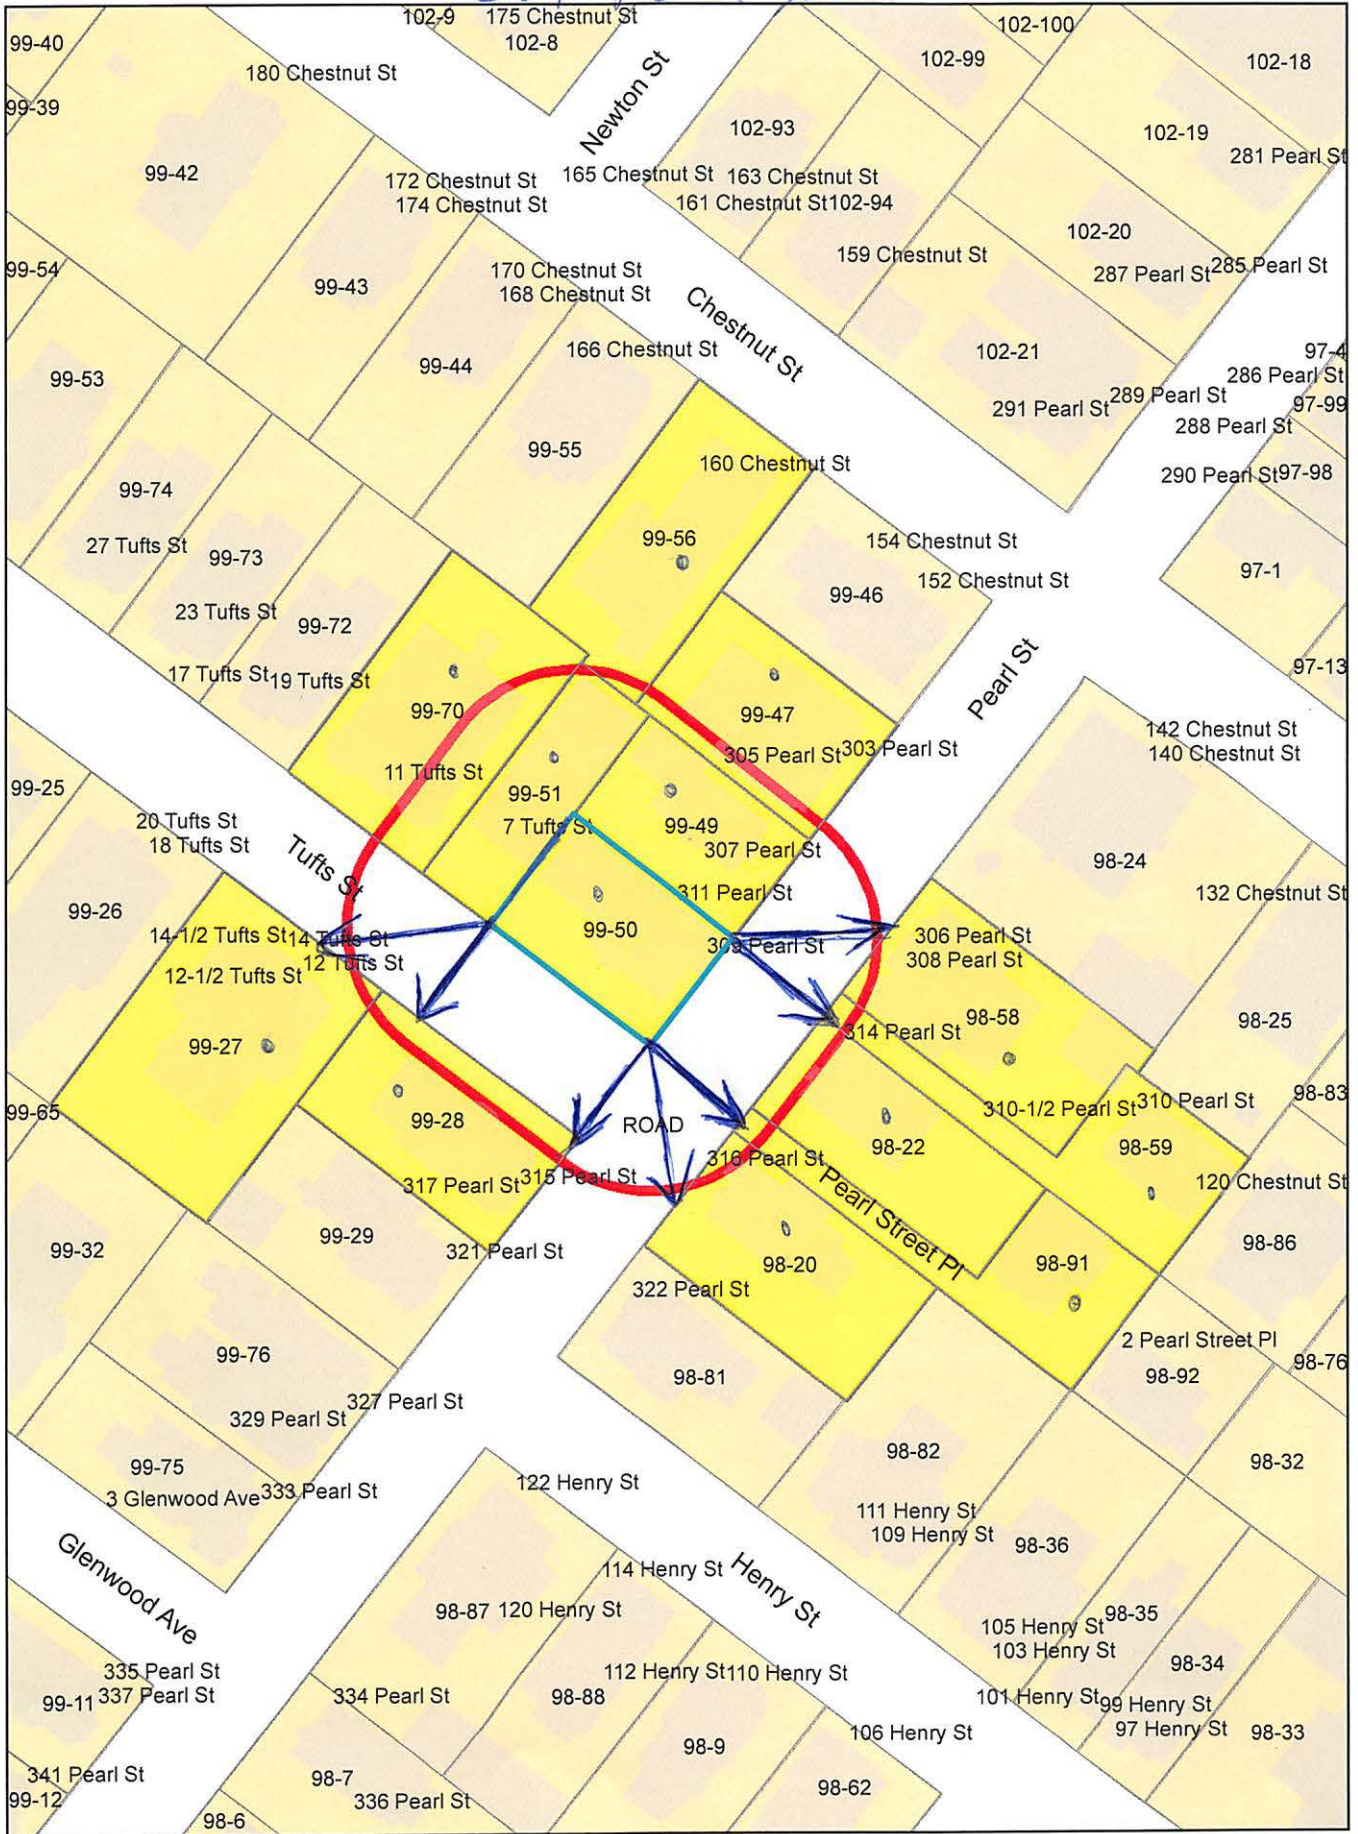 102-9
175 Chestnut St
102-8
102-100
99-40
180 Chestnut St
102-99
102-18
99-39
Newton St
102-93
102-19
281 Pearl St
99-42
172 Chestnut St
174 Chestnut St
165 Chestnut St
163 Chestnut St
161 Chestnut St
102-94
102-20
159 Chestnut St
287 Pearl St
285 Pearl St
99-54
99-43
170 Chestnut St
168 Chestnut St
Chestnut St
166 Chestnut St
102-21
97-4
286 Pearl St
99-53
99-44
291 Pearl St
289 Pearl St
97-99
288 Pearl St
99-55
160 Chestnut St
290 Pearl St
97-98
99-74
27 Tufts St
99-73
99-56
154 Chestnut St
152 Chestnut St
97-1
99-46
23 Tufts St
99-72
17 Tufts St
19 Tufts St
Pearl St
97-13
99-70
99-47
305 Pearl St
303 Pearl St
142 Chestnut St
140 Chestnut St
11 Tufts St
99-25
99-51
7 Tufts St
99-49
307 Pearl St
20 Tufts St
18 Tufts St
Tufts St
98-24
311 Pearl St
132 Chestnut St
99-26
99-50
14-1/2 Tufts St
14 Tufts St
309 Pearl St
306 Pearl St
308 Pearl St
12 Tufts St
12-1/2 Tufts St
98-58
98-25
314 Pearl St
99-27
99-65
99-28
ROAD
310-1/2 Pearl St
310 Pearl St
98-83
98-22
98-59
316 Pearl St
315 Pearl St
317 Pearl St
Pearl Street Pl
120 Chestnut St
99-32
99-29
321 Pearl St
98-20
98-91
98-86
322 Pearl St
2 Pearl Street Pl
99-76
98-81
98-92
98-76
327 Pearl St
329 Pearl St
98-82
98-32
99-75
3 Glenwood Ave
333 Pearl St
122 Henry St
111 Henry St
109 Henry St
98-36
Glenwood Ave
114 Henry St
Henry St
98-87
120 Henry St
105 Henry St
103 Henry St
98-35
98-34
335 Pearl St
337 Pearl St
99-11
334 Pearl St
112 Henry St
110 Henry St
98-88
101 Henry St
99 Henry St
97 Henry St
98-33
106 Henry St
98-9
341 Pearl St
99-12
98-7
336 Pearl St
98-62
98-6